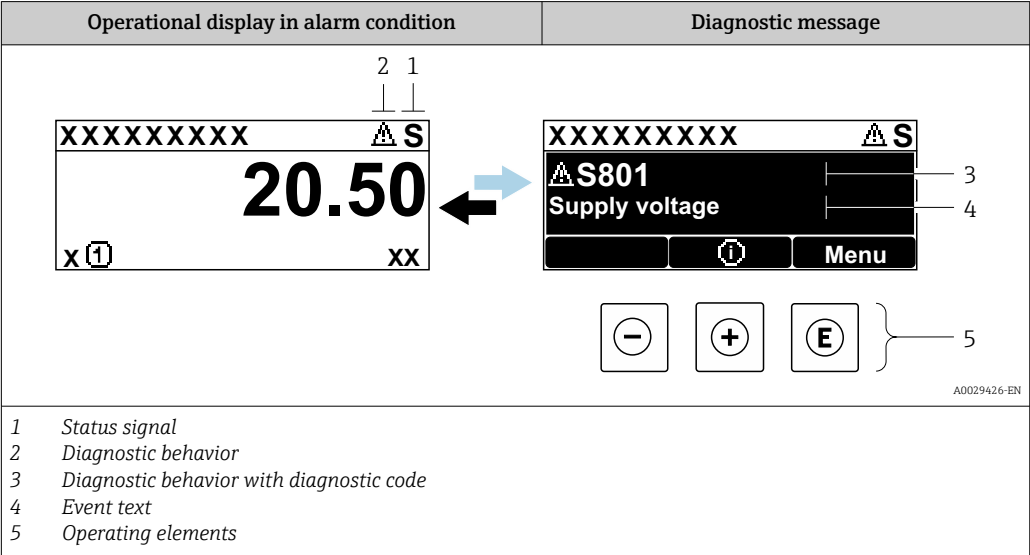 Operational display in alarm condition
Diagnostic message
2 1
XXXXXXXXX ⚠ S
20.50
x 1 xx
XXXXXXXXX ⚠ S
⚠S801
Supply voltage
i Menu
3
4
- + E
5
A0029426-EN
1 Status signal
2 Diagnostic behavior
3 Diagnostic behavior with diagnostic code
4 Event text
5 Operating elements